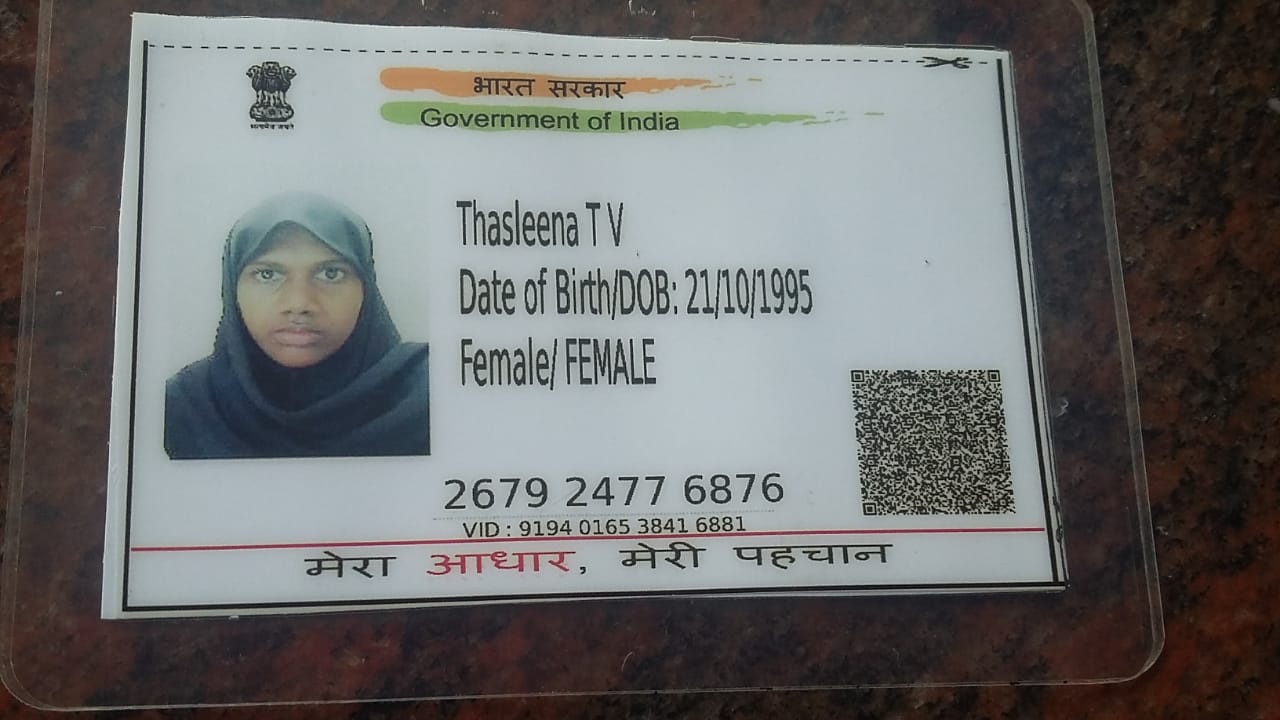 भारत सरकार
Government of India
सत्यमेव जयते
Thasleena T V
Date of Birth/DOB: 21/10/1995
Female/ FEMALE
2679 2477 6876
VID : 9194 0165 3841 6881
मेरा आधार, मेरी पहचान